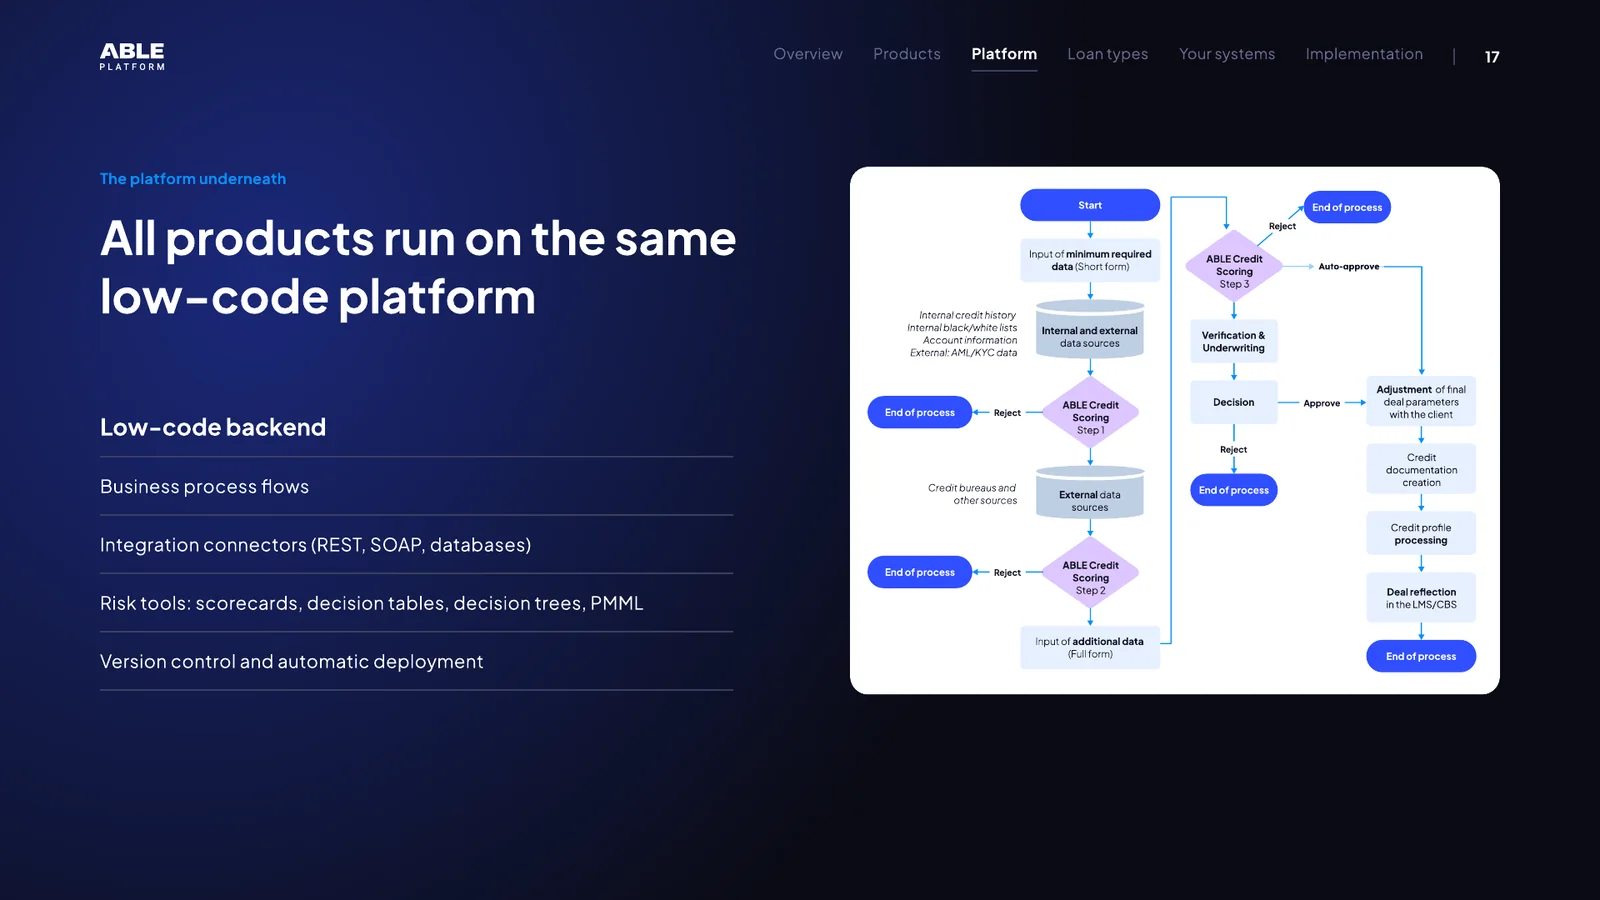 ABLE
PLATFORM
Overview
Products
Platform
Loan types
Your systems
Implementation
|
17
The platform underneath
All products run on the same
low-code platform
Low-code backend
Business process flows
Integration connectors (REST, SOAP, databases)
Risk tools: scorecards, decision tables, decision trees, PMML
Version control and automatic deployment
Start
Input of minimum required
data (Short form)
Internal credit history
Internal black/white lists
Account information
External: AML/KYC data
Internal and external
data sources
End of process
Reject
ABLE Credit
Scoring
Step 1
Credit bureaus and
other sources
External data
sources
End of process
Reject
ABLE Credit
Scoring
Step 2
Input of additional data
(Full form)
End of process
Reject
ABLE Credit
Scoring
Step 3
Auto-approve
Verification &
Underwriting
Decision
Approve
Reject
End of process
Adjustment of final
deal parameters
with the client
Credit
documentation
creation
Credit profile
processing
Deal reflection
in the LMS/CBS
End of process